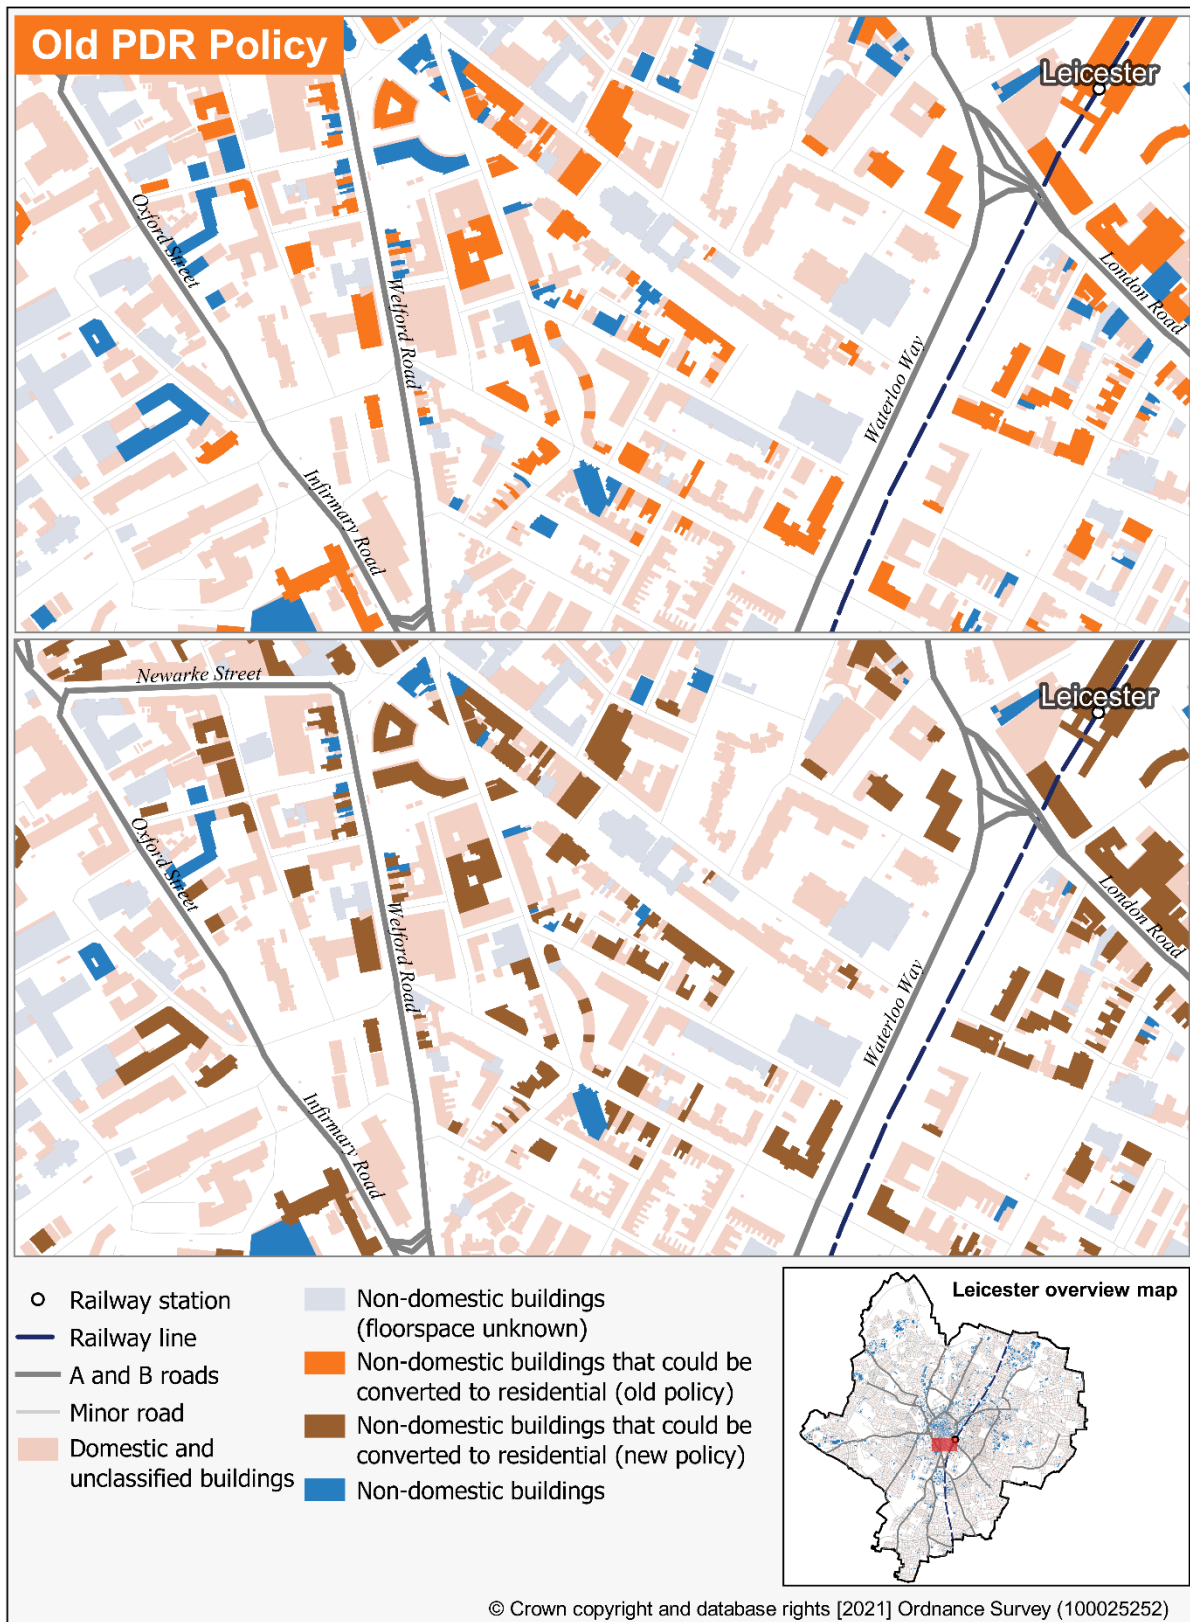 Old PDR Policy
Leicester
Oxford Street
Welford Road
London Road
Waterloo Way
Infirmary Road
Newarke Street
Leicester
Oxford Street
Welford Road
London Road
Waterloo Way
Infirmary Road
Railway station
Railway line
A and B roads
Minor road
Domestic and
unclassified buildings
Non-domestic buildings
(floorspace unknown)
Non-domestic buildings that could be
converted to residential (old policy)
Non-domestic buildings that could be
converted to residential (new policy)
Non-domestic buildings
Leicester overview map
© Crown copyright and database rights [2021] Ordnance Survey (100025252)